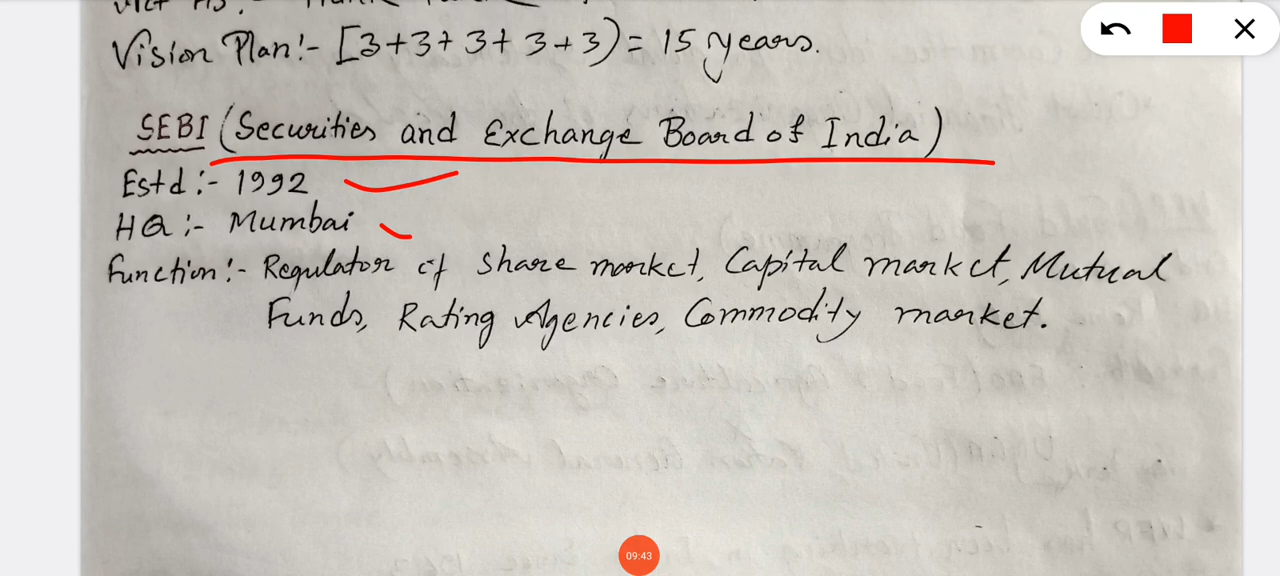 Vision Plan:- [3+3+3+3+3) = 15 years.
SEBI (Securities and Exchange Board of India)
Estd :- 1992
HQ :- Mumbai
Function:- Regulator of share market, Capital market, Mutual
Funds, Rating Agencies, Commodity market.
09:43